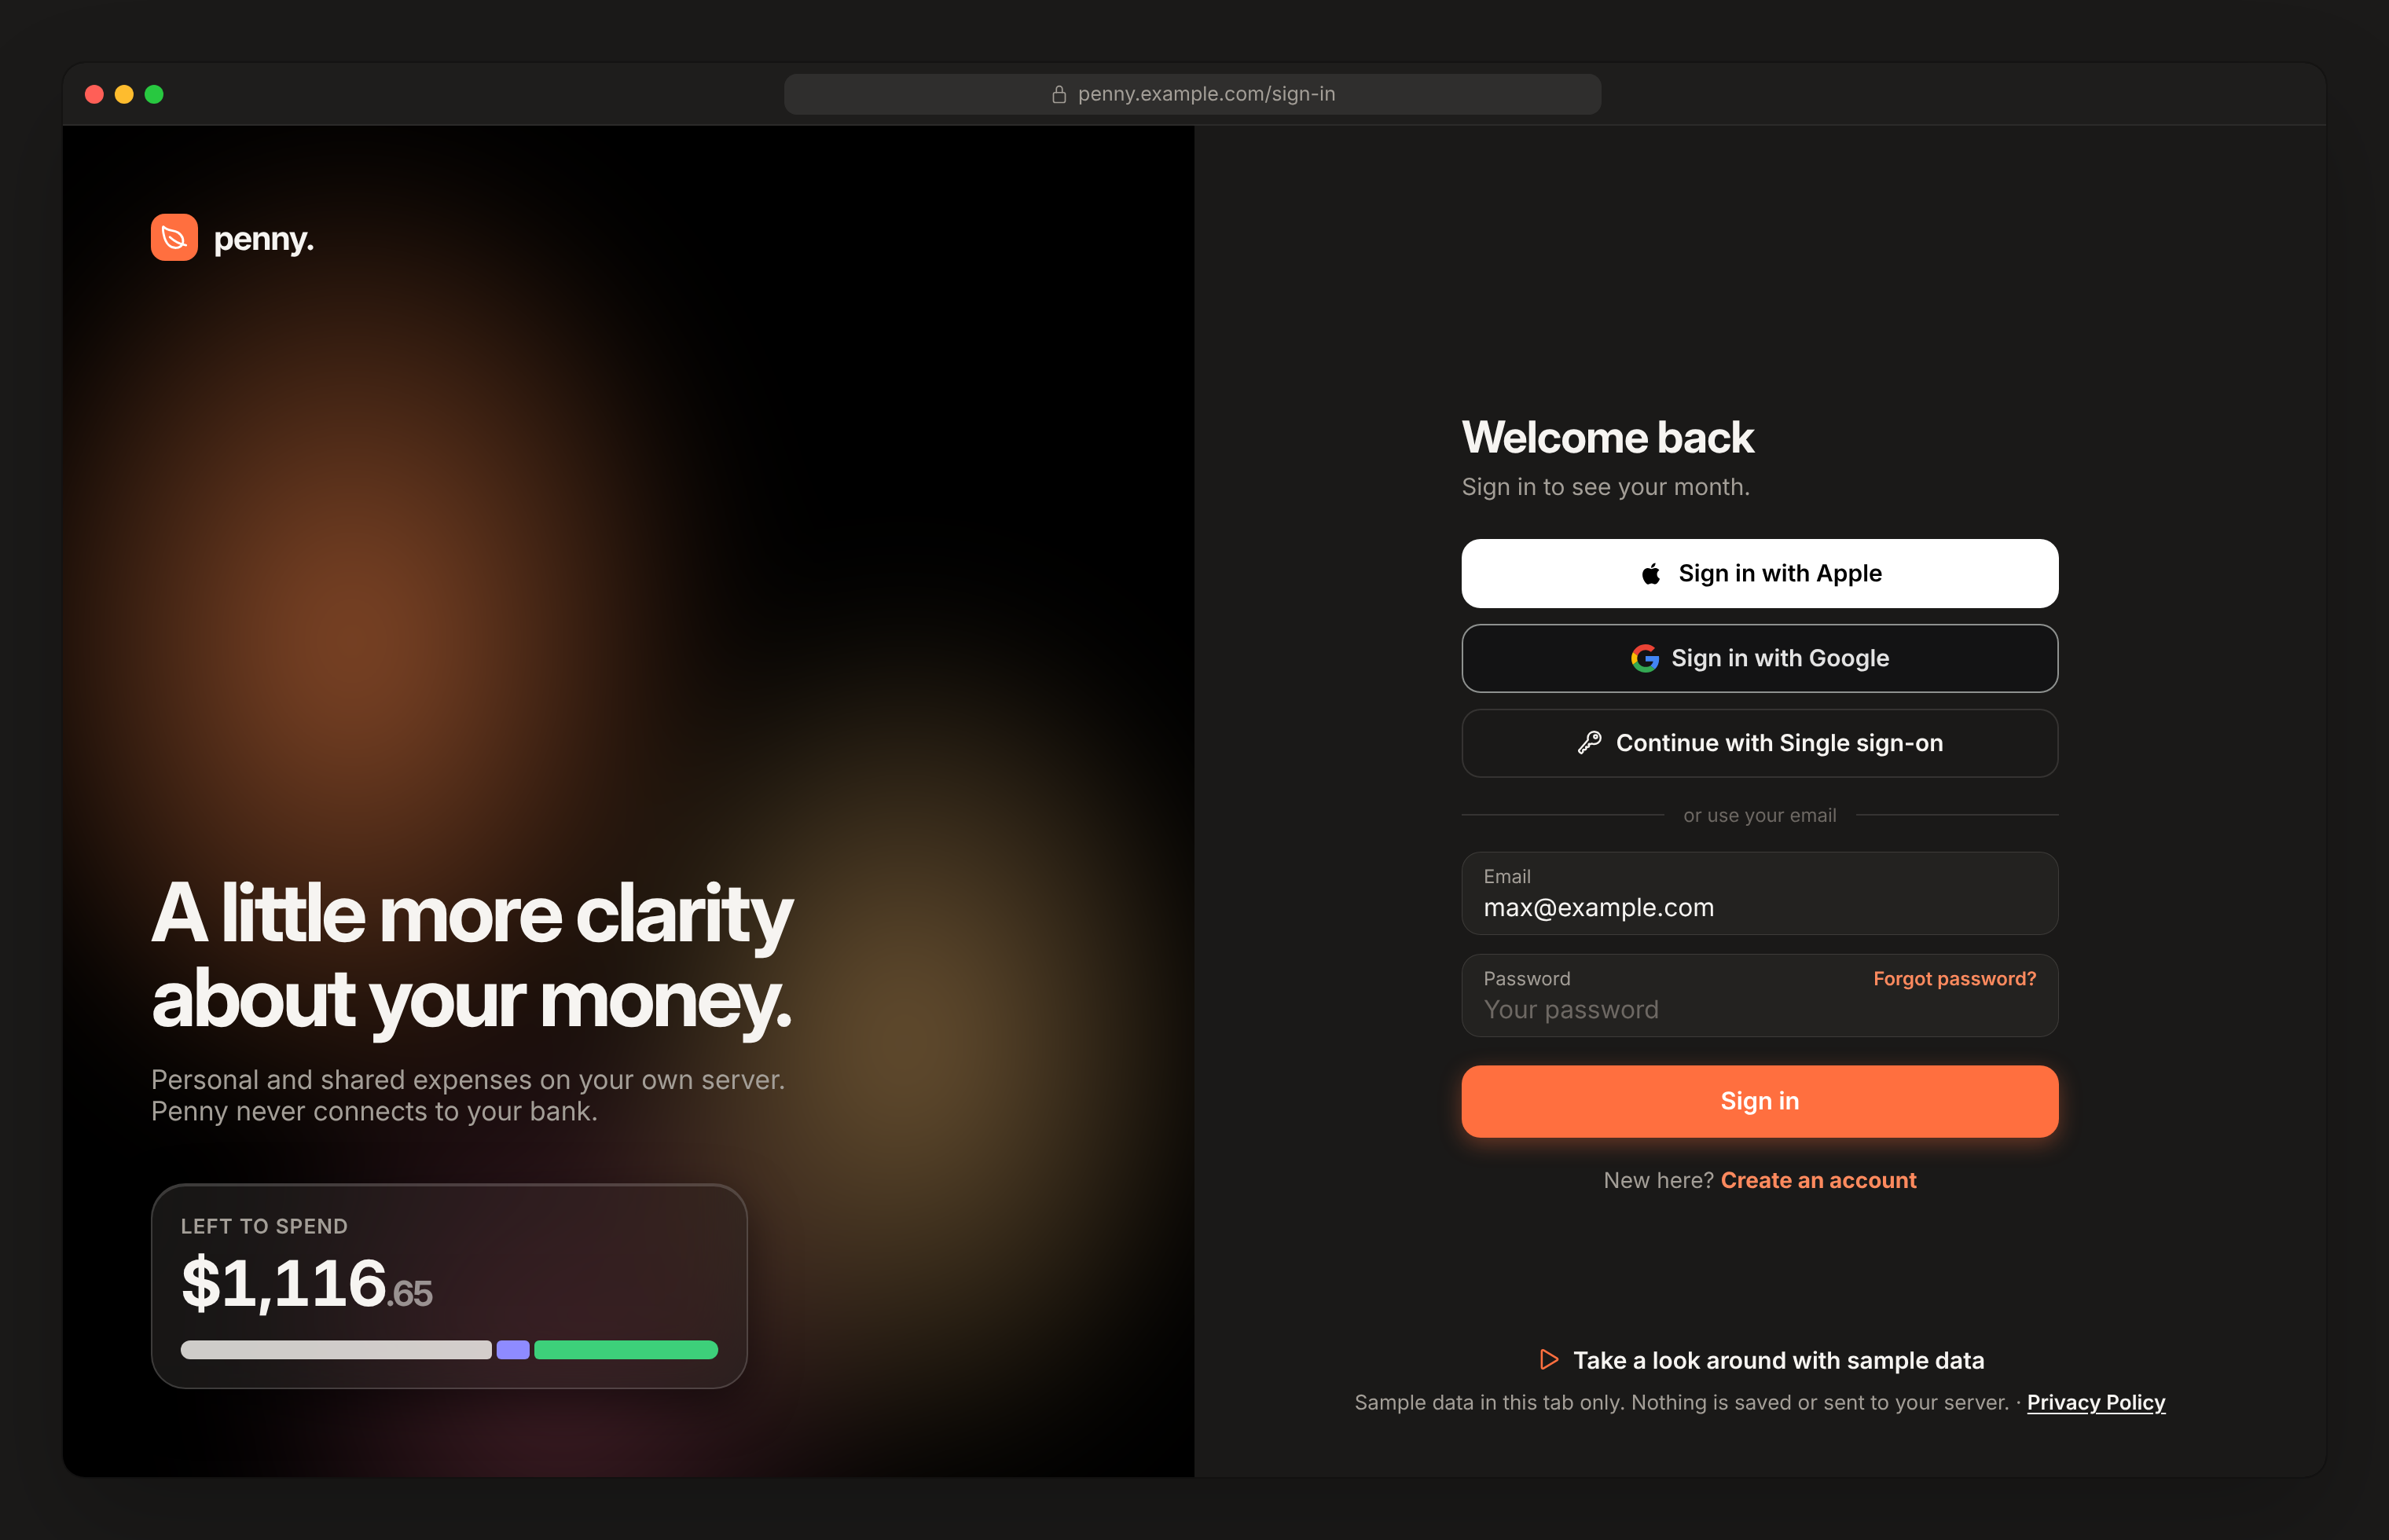 penny.example.com/sign-in
penny.
A little more clarity
about your money.
Personal and shared expenses on your own server.
Penny never connects to your bank.
LEFT TO SPEND
$1,116.65
Welcome back
Sign in to see your month.
Sign in with Apple
Sign in with Google
Continue with Single sign-on
or use your email
Email
max@example.com
Password
Forgot password?
Your password
Sign in
New here? Create an account
Take a look around with sample data
Sample data in this tab only. Nothing is saved or sent to your server. · Privacy Policy